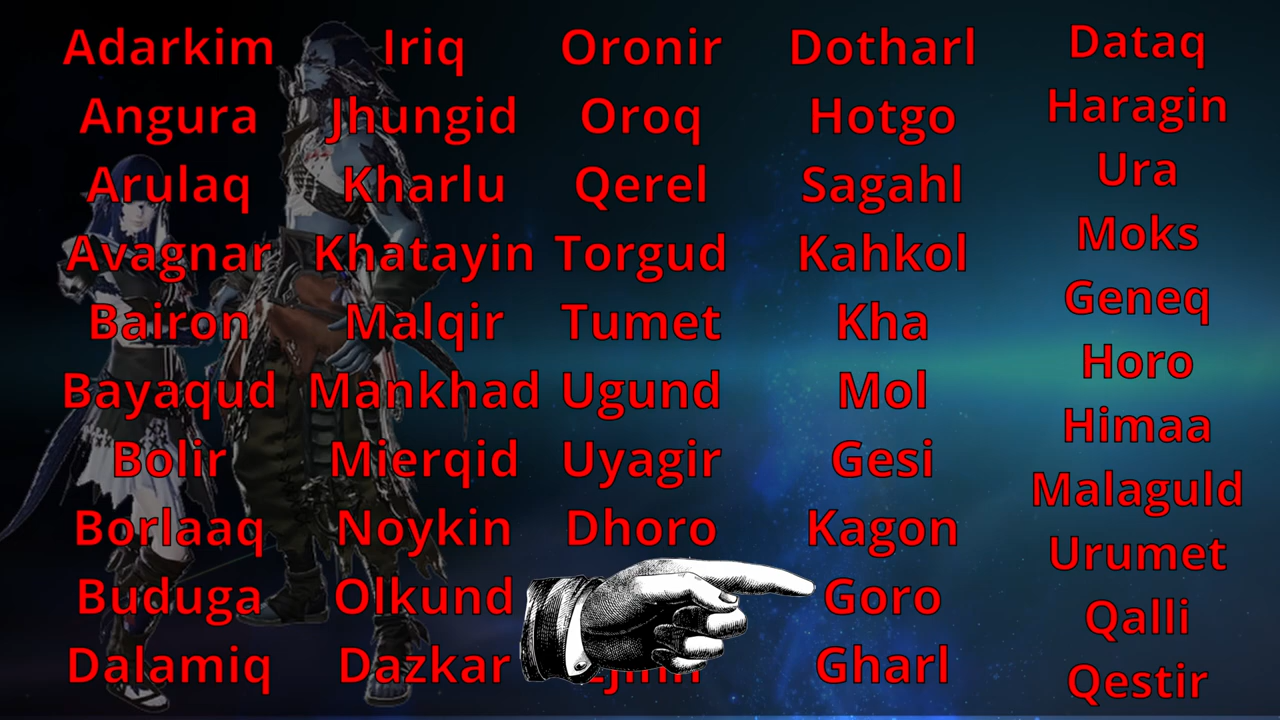 Adarkim
Angura
Arulaq
Avagnar
Bairon
Bayaqud
Bolir
Borlaaq
Buduga
Dalamiq
Iriq
Jhungid
Kharlu
Khatayin
Malqir
Mankhad
Mierqid
Noykin
Olkund
Dazkar
Oronir
Oroq
Qerel
Torgud
Tumet
Ugund
Uyagir
Dhoro
Dotharl
Hotgo
Sagahl
Kahkol
Kha
Mol
Gesi
Kagon
Goro
Gharl
Dataq
Haragin
Ura
Moks
Geneq
Horo
Himaa
Malaguld
Urumet
Qalli
Qestir